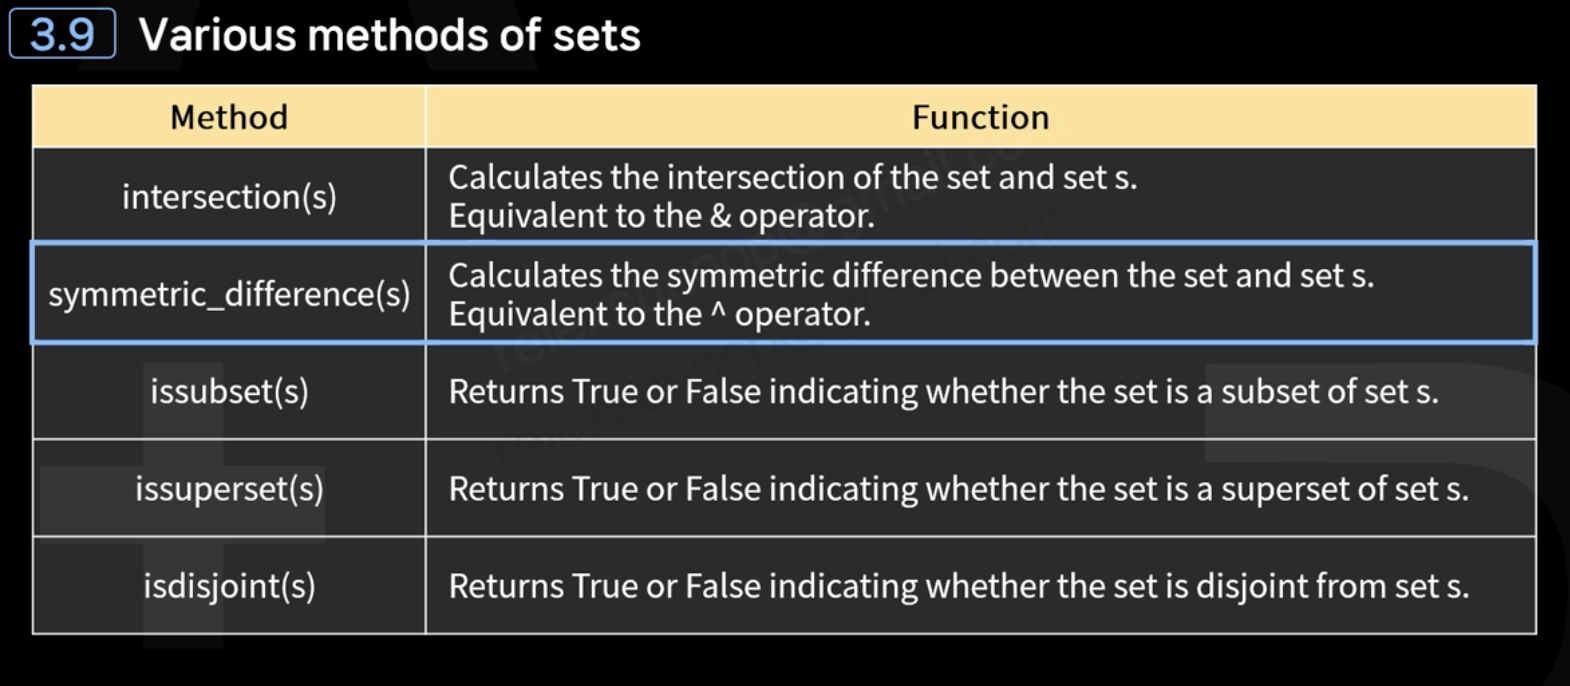 3.9 Various methods of sets
Method Function
intersection(s)
Calculates the intersection of the set and set s.
Equivalent to the & operator.
symmetric_difference(s)
Calculates the symmetric difference between the set and set s.
Equivalent to the ^ operator.
issubset(s)
Returns True or False indicating whether the set is a subset of set s.
issuperset(s)
Returns True or False indicating whether the set is a superset of set s.
isdisjoint(s)
Returns True or False indicating whether the set is disjoint from set s.